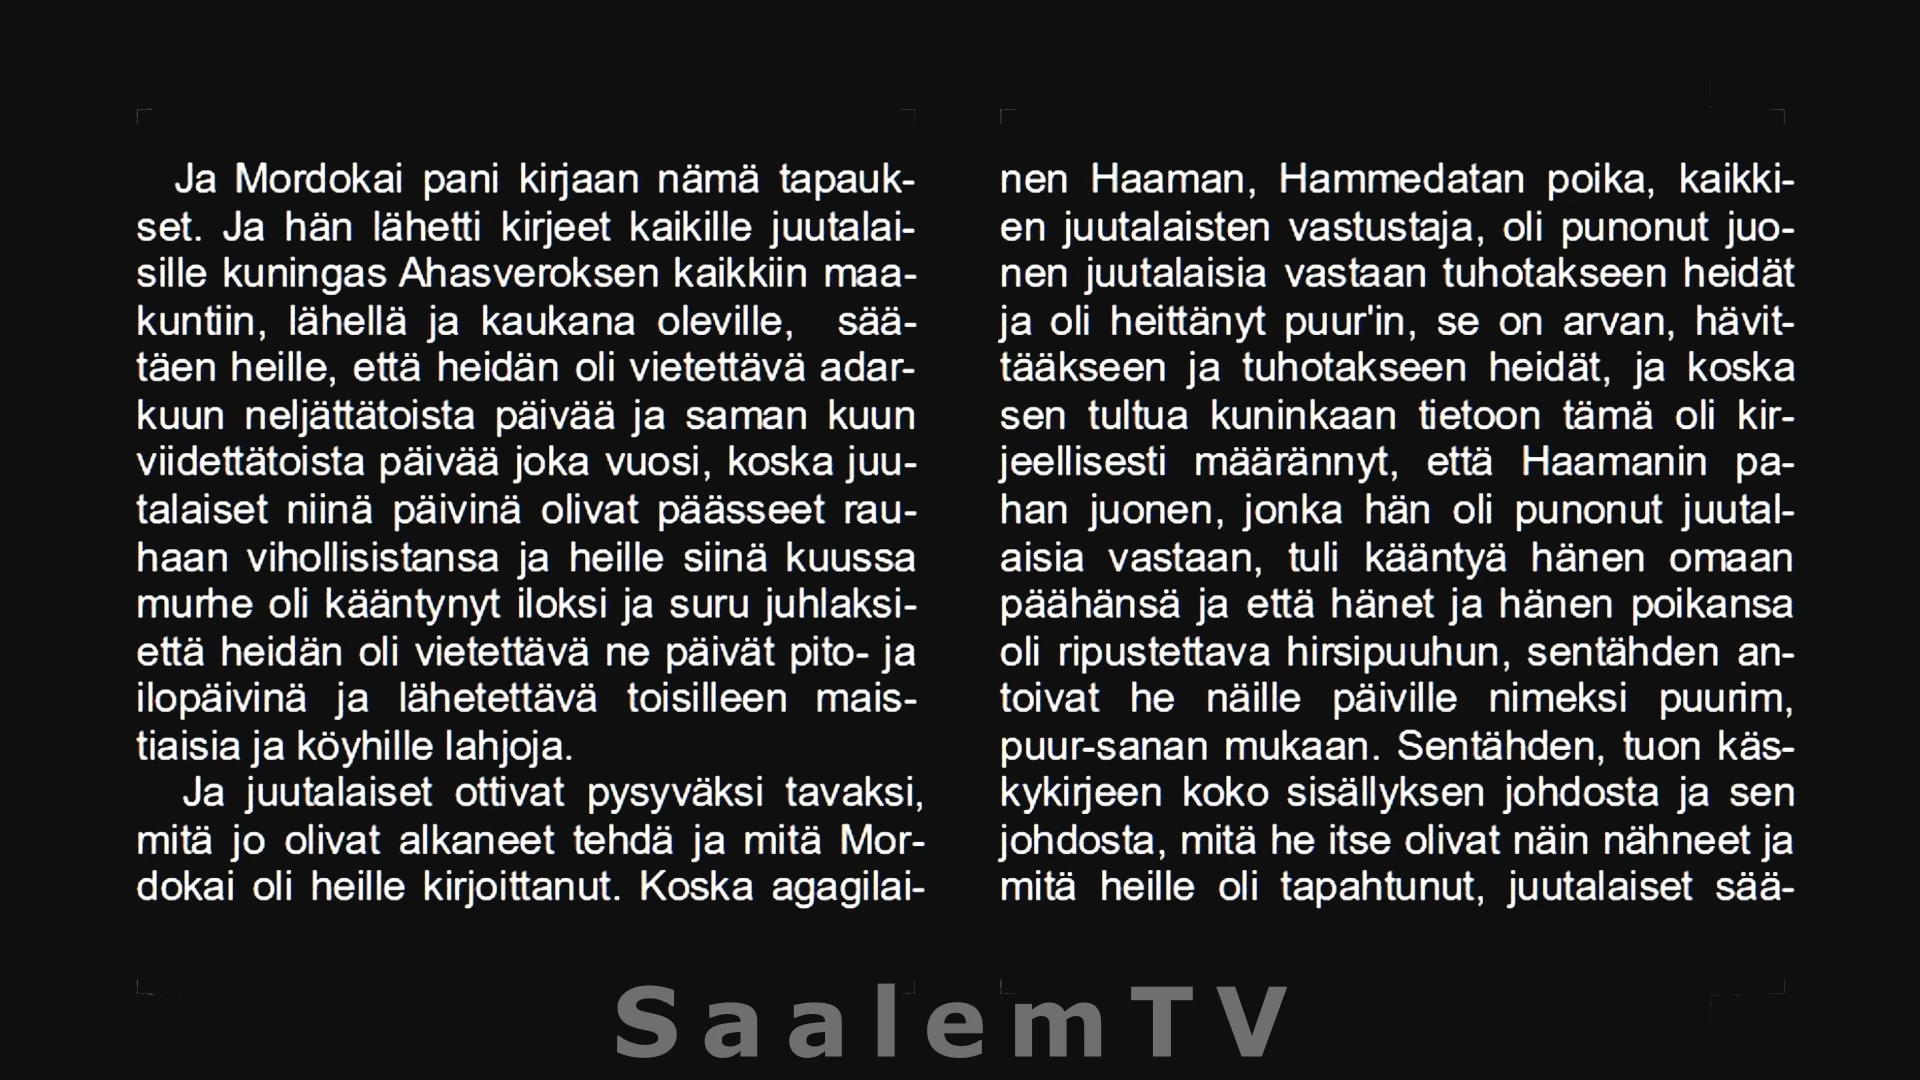 Ja Mordokai pani kirjaan nämä tapauk-
set. Ja hän lähetti kirjeet kaikille juutalai-
sille kuningas Ahasveroksen kaikkiin maa-
kuntiin, lähellä ja kaukana oleville, sää-
täen heille, että heidän oli vietettävä adar-
kuun neljättätoista päivää ja saman kuun
viidettätoista päivää joka vuosi, koska juu-
talaiset niinä päivinä olivat päässeet rau-
haan vihollisistansa ja heille siinä kuussa
murhe oli kääntynyt iloksi ja suru juhlaksi-
että heidän oli vietettävä ne päivät pito- ja
ilopäivinä ja lähetettävä toisilleen mais-
tiaisia ja köyhille lahjoja.
Ja juutalaiset ottivat pysyväksi tavaksi,
mitä jo olivat alkaneet tehdä ja mitä Mor-
dokai oli heille kirjoittanut. Koska agagilai-
nen Haaman, Hammedatan poika, kaikki-
en juutalaisten vastustaja, oli punonut juo-
nen juutalaisia vastaan tuhotakseen heidät
ja oli heittänyt puur'in, se on arvan, hävit-
tääkseen ja tuhotakseen heidät, ja koska
sen tultua kuninkaan tietoon tämä oli kir-
jeellisesti määrännyt, että Haamanin pa-
han juonen, jonka hän oli punonut juutal-
aisia vastaan, tuli kääntyä hänen omaan
päähänsä ja että hänet ja hänen poikansa
oli ripustettava hirsipuuhun, sentähden an-
toivat he näille päiville nimeksi puurim,
puur-sanan mukaan. Sentähden, tuon käs-
kykirjeen koko sisällyksen johdosta ja sen
johdosta, mitä he itse olivat näin nähneet ja
mitä heille oli tapahtunut, juutalaiset sää-
SaalemTV